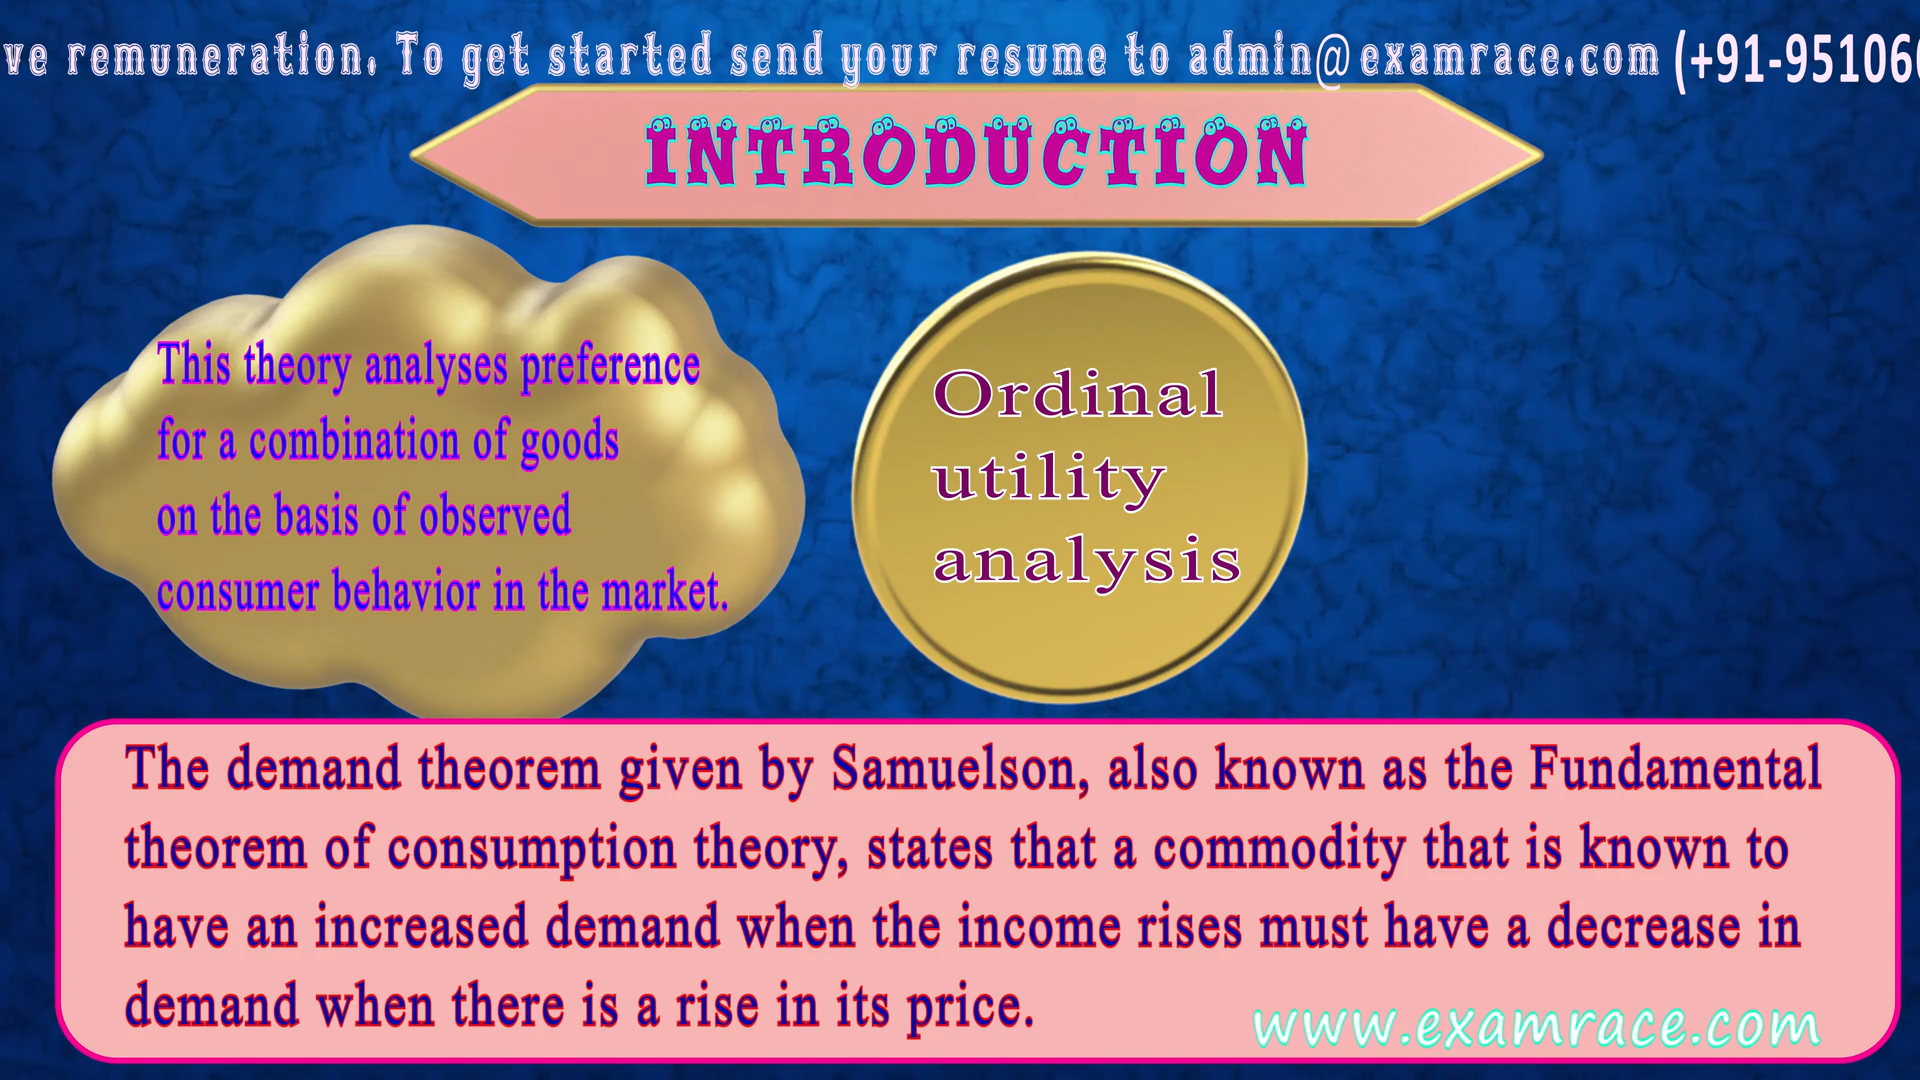 ve remuneration. To get started send your resume to admin@examrace.com (+91-95106
INTRODUCTION
This theory analyses preference
for a combination of goods
on the basis of observed
consumer behavior in the market.
Ordinal
utility
analysis
The demand theorem given by Samuelson, also known as the Fundamental
theorem of consumption theory, states that a commodity that is known to
have an increased demand when the income rises must have a decrease in
demand when there is a rise in its price.
www.examrace.com